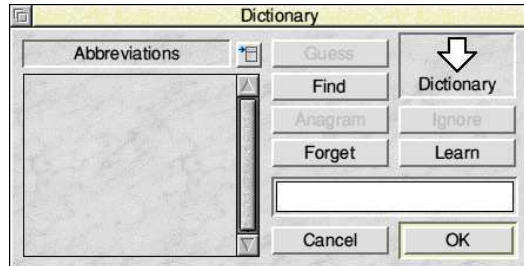 Dictionary
Abbreviations
Guess
Find
Dictionary
Anagram
Ignore
Forget
Learn
Cancel
OK